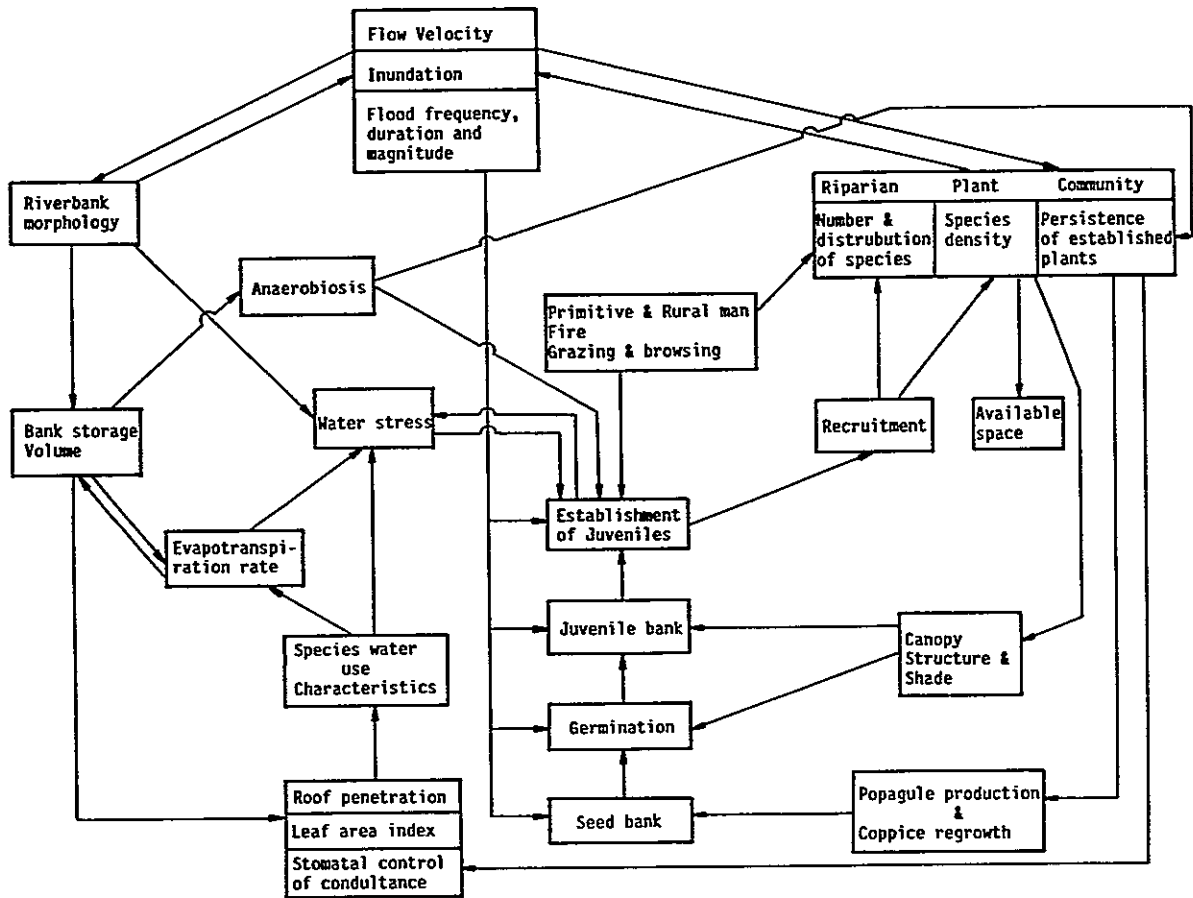 Flow Velocity
Inundation
Flood frequency,
duration and
magnitude
Riverbank
morphology
Riparian Plant Community
Number &
distrubution
of species
Species
density
Persistence
of established
plants
Anaerobiosis
Primitive & Rural man
Fire
Grazing & browsing
Bank storage
Volume
Water stress
Recruitment
Available
space
Evapotranspi-
ration rate
Establishment
of Juveniles
Species water
use
Characteristics
Juvenile bank
Canopy
Structure &
Shade
Germination
Roof penetration
Leaf area index
Stomatal control
of condultance
Seed bank
Popagule production
&
Coppice regrowth